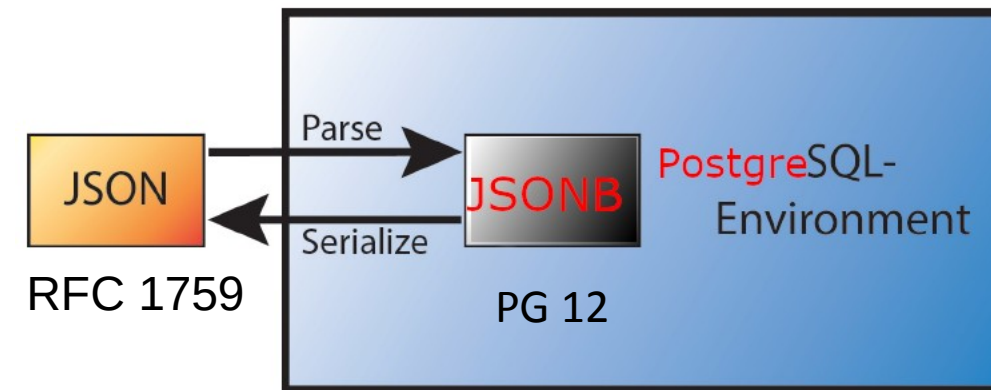 Parse
JSON
JSONB
PostgreSQL-
Environment
Serialize
RFC 1759
PG 12